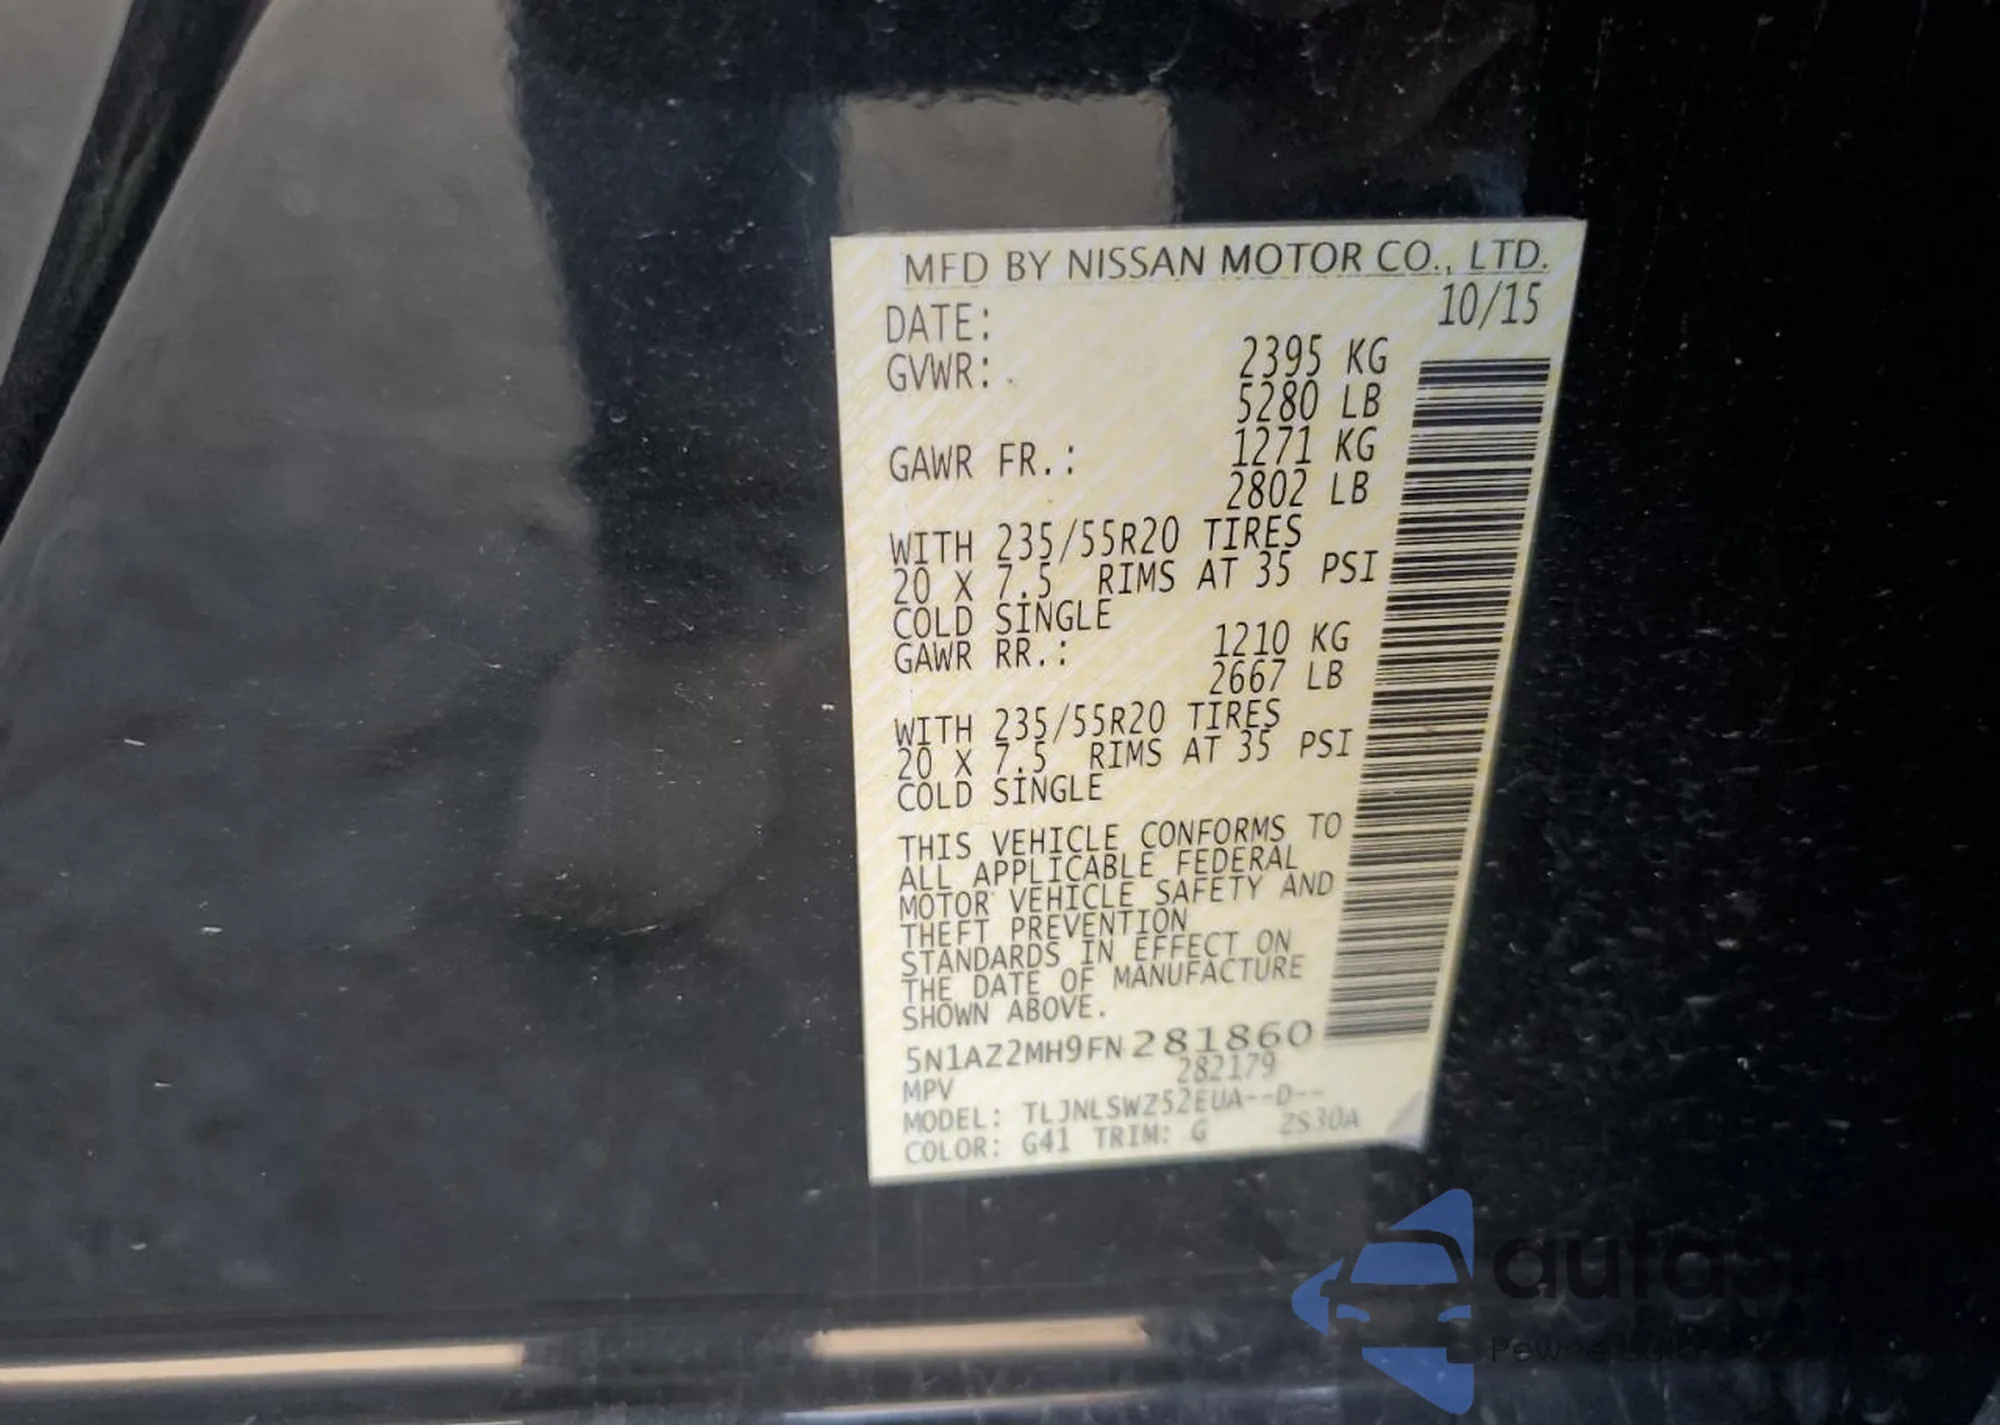 MFD BY NISSAN MOTOR CO., LTD.
DATE: 10/15
GVWR: 2395 KG
5280 LB
GAWR FR.: 1271 KG
2802 LB
WITH 235/55R20 TIRES
20 X 7.5 RIMS AT 35 PSI
COLD SINGLE
GAWR RR.: 1210 KG
2667 LB
WITH 235/55R20 TIRES
20 X 7.5 RIMS AT 35 PSI
COLD SINGLE
THIS VEHICLE CONFORMS TO
ALL APPLICABLE FEDERAL
MOTOR VEHICLE SAFETY AND
THEFT PREVENTION
STANDARDS IN EFFECT ON
THE DATE OF MANUFACTURE
SHOWN ABOVE.
5N1AZ2MH9FN281860
MPV 282179
MODEL: TLJNLSWZ52EUA--D--
COLOR: G41 TRIM: G ZS30A